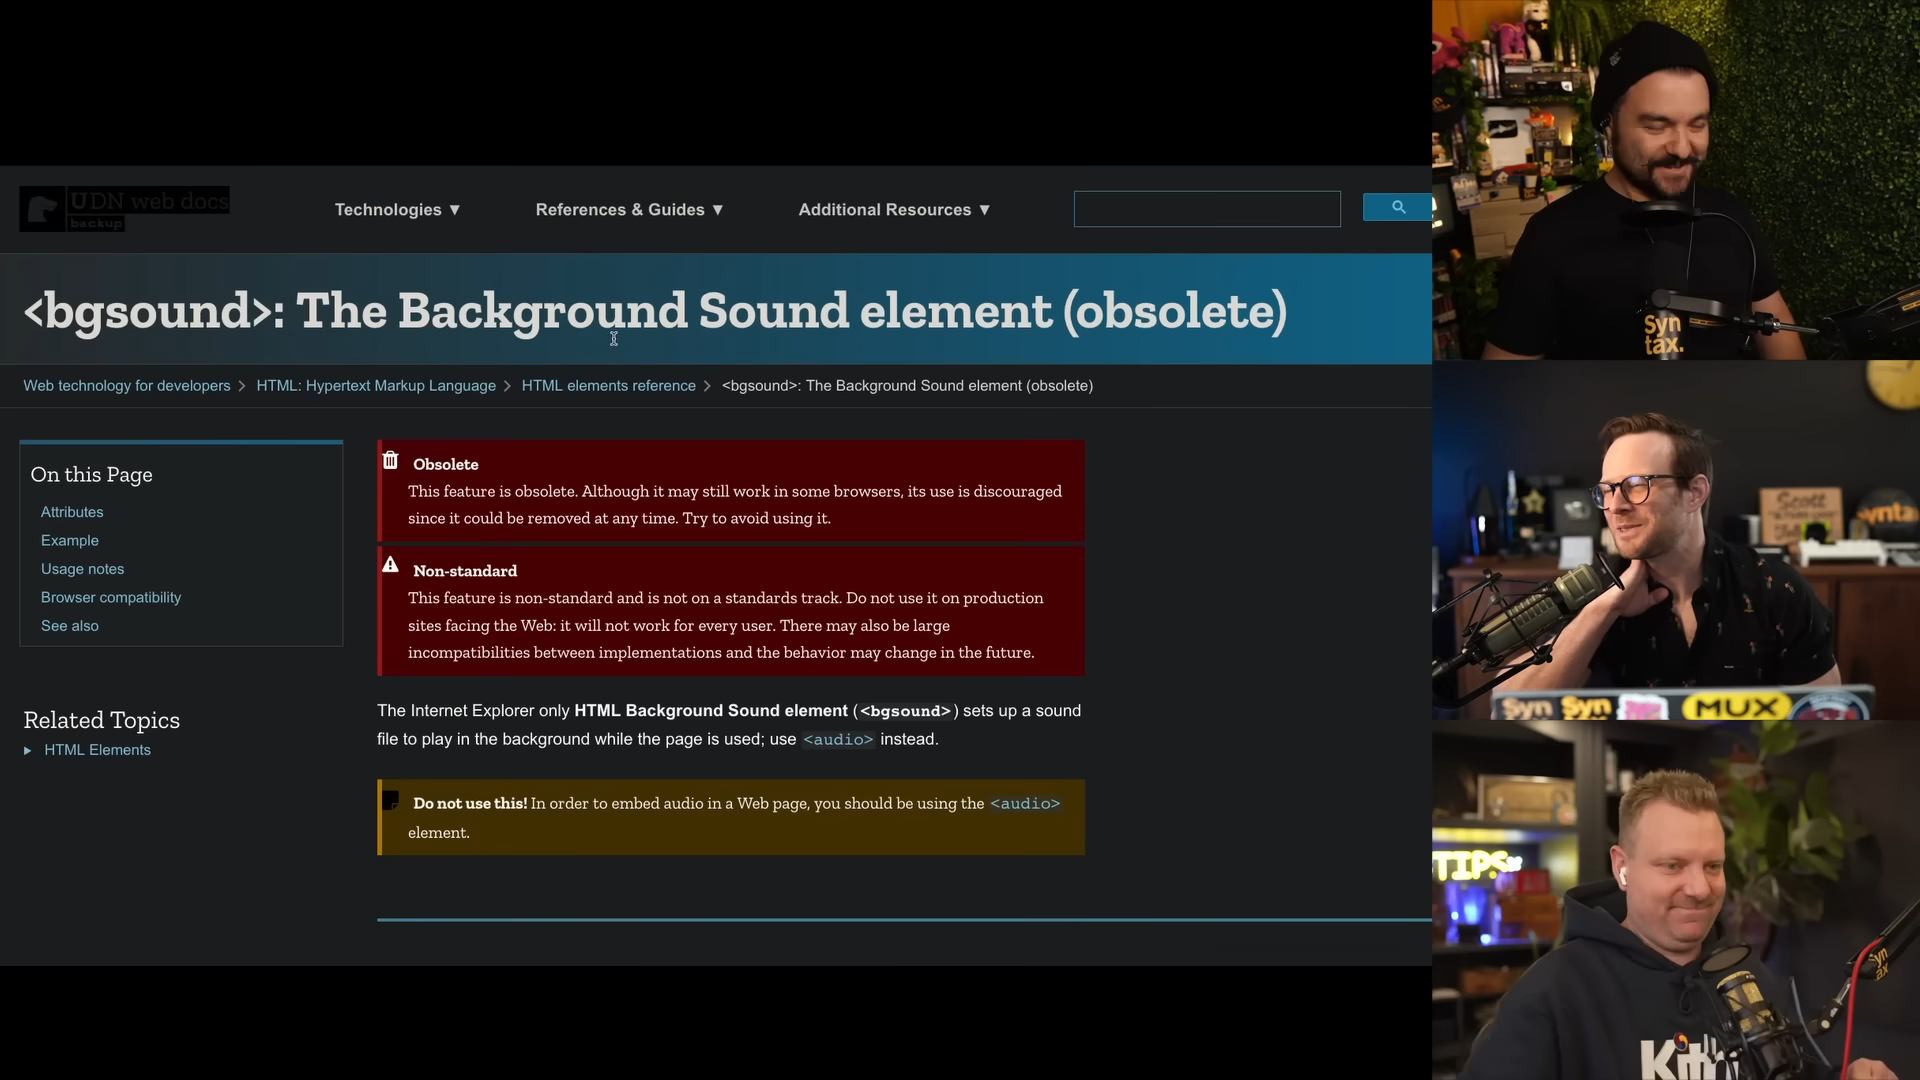 UDN web docs
backup
Technologies ▼
References & Guides ▼
Additional Resources ▼
<bgsound>: The Background Sound element (obsolete)
Web technology for developers
HTML: Hypertext Markup Language
HTML elements reference
<bgsound>: The Background Sound element (obsolete)
On this Page
Attributes
Example
Usage notes
Browser compatibility
See also
Related Topics
HTML Elements
Obsolete
This feature is obsolete. Although it may still work in some browsers, its use is discouraged
since it could be removed at any time. Try to avoid using it.
Non-standard
This feature is non-standard and is not on a standards track. Do not use it on production
sites facing the Web: it will not work for every user. There may also be large
incompatibilities between implementations and the behavior may change in the future.
The Internet Explorer only HTML Background Sound element (<bgsound>) sets up a sound
file to play in the background while the page is used; use <audio> instead.
Do not use this! In order to embed audio in a Web page, you should be using the <audio>
element.
Syn
tax.
Scott
synta
Syn
Syn
MUX
TIPS
Syn